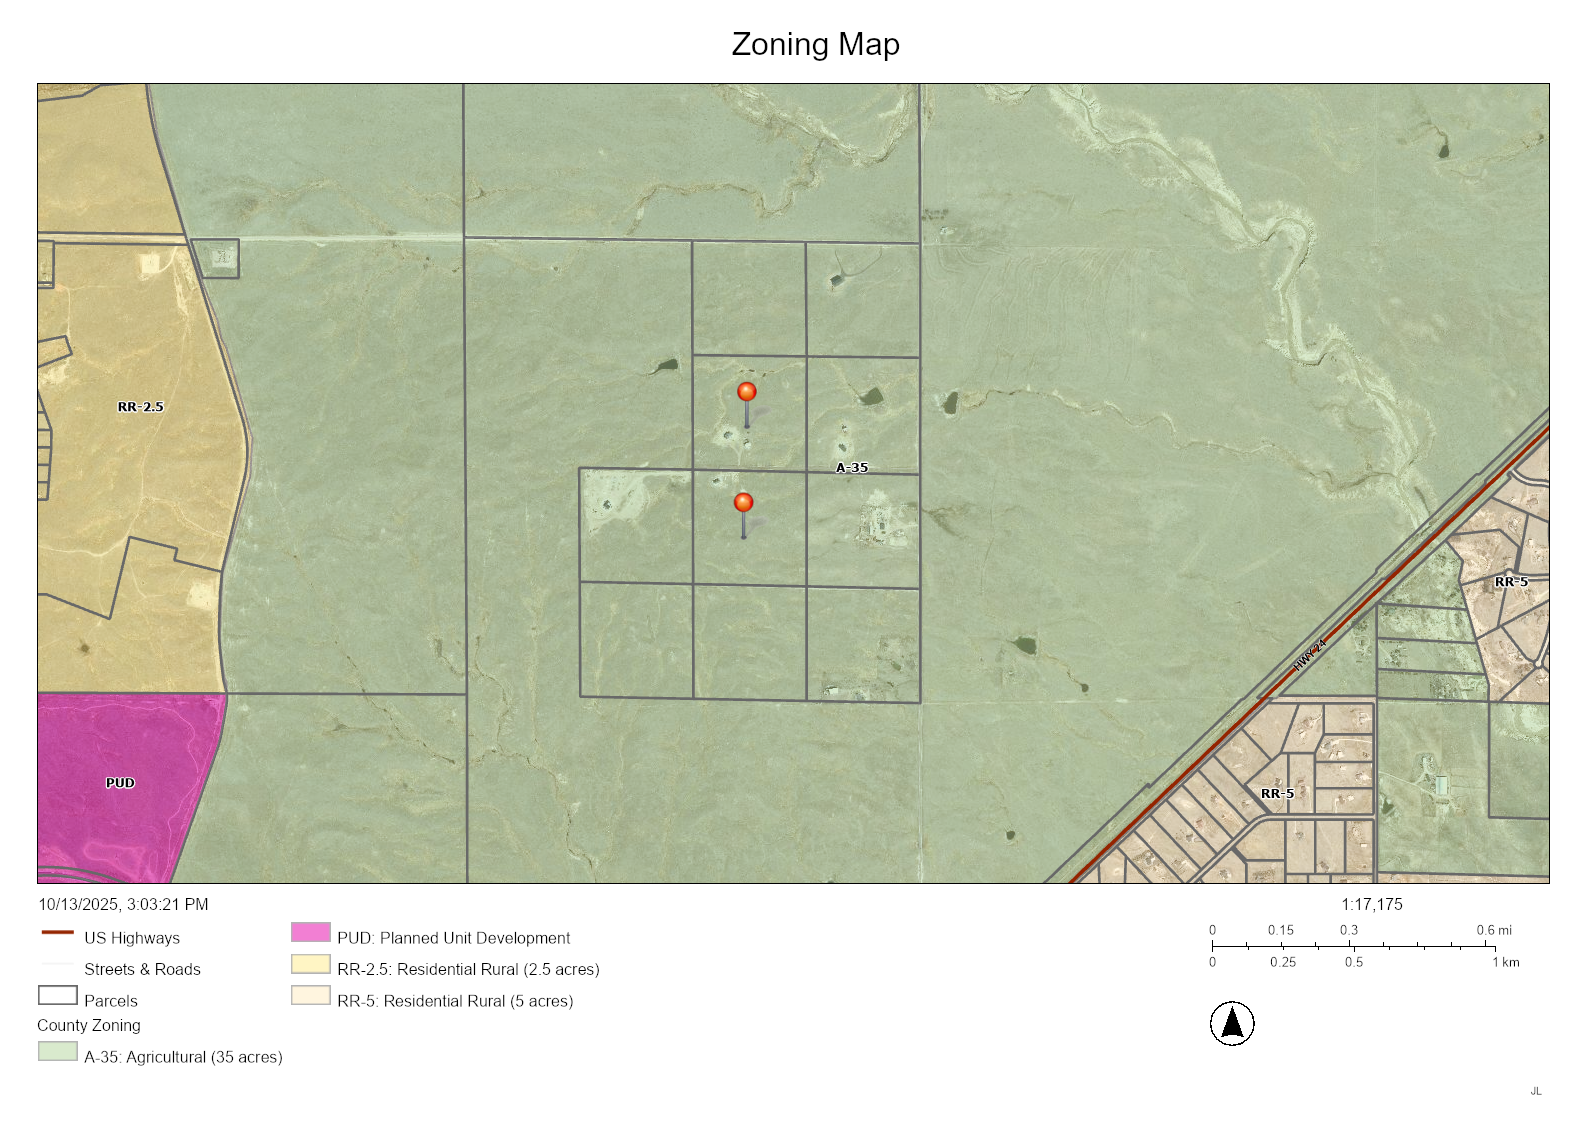 Zoning Map
RR-2.5
A-35
RR-5
HWY 24
PUD
RR-5
10/13/2025, 3:03:21 PM
1:17,175
US Highways
Streets & Roads
Parcels
County Zoning
A-35: Agricultural (35 acres)
PUD: Planned Unit Development
RR-2.5: Residential Rural (2.5 acres)
RR-5: Residential Rural (5 acres)
0 0.15 0.3 0.6 mi
0 0.25 0.5 1 km
JL